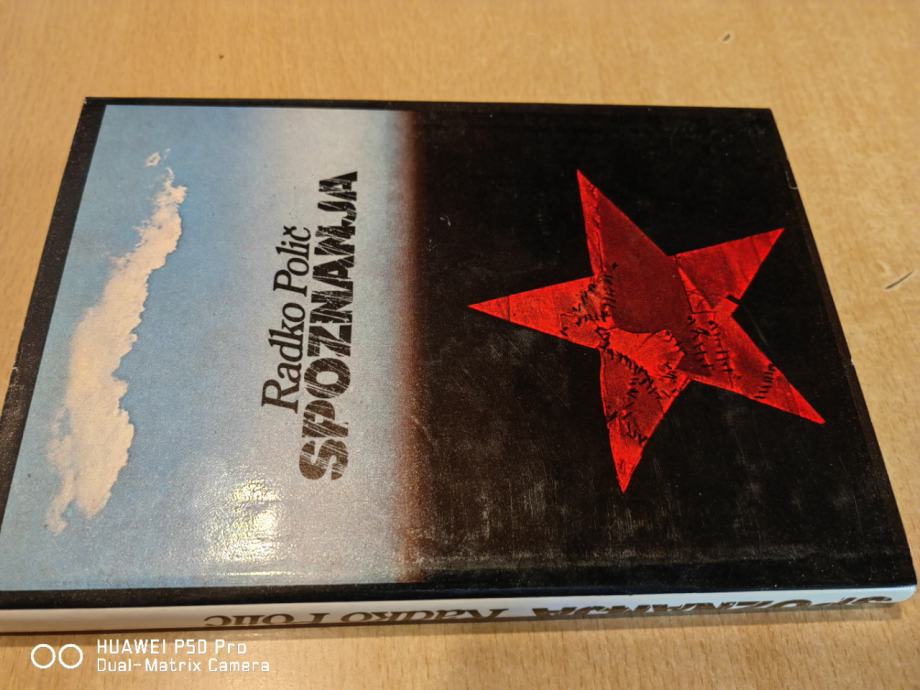 Radko Polič
SPOZNANJA
SPOZNANJA Radko Polič
HUAWEI P50 Pro
Dual-Matrix Camera